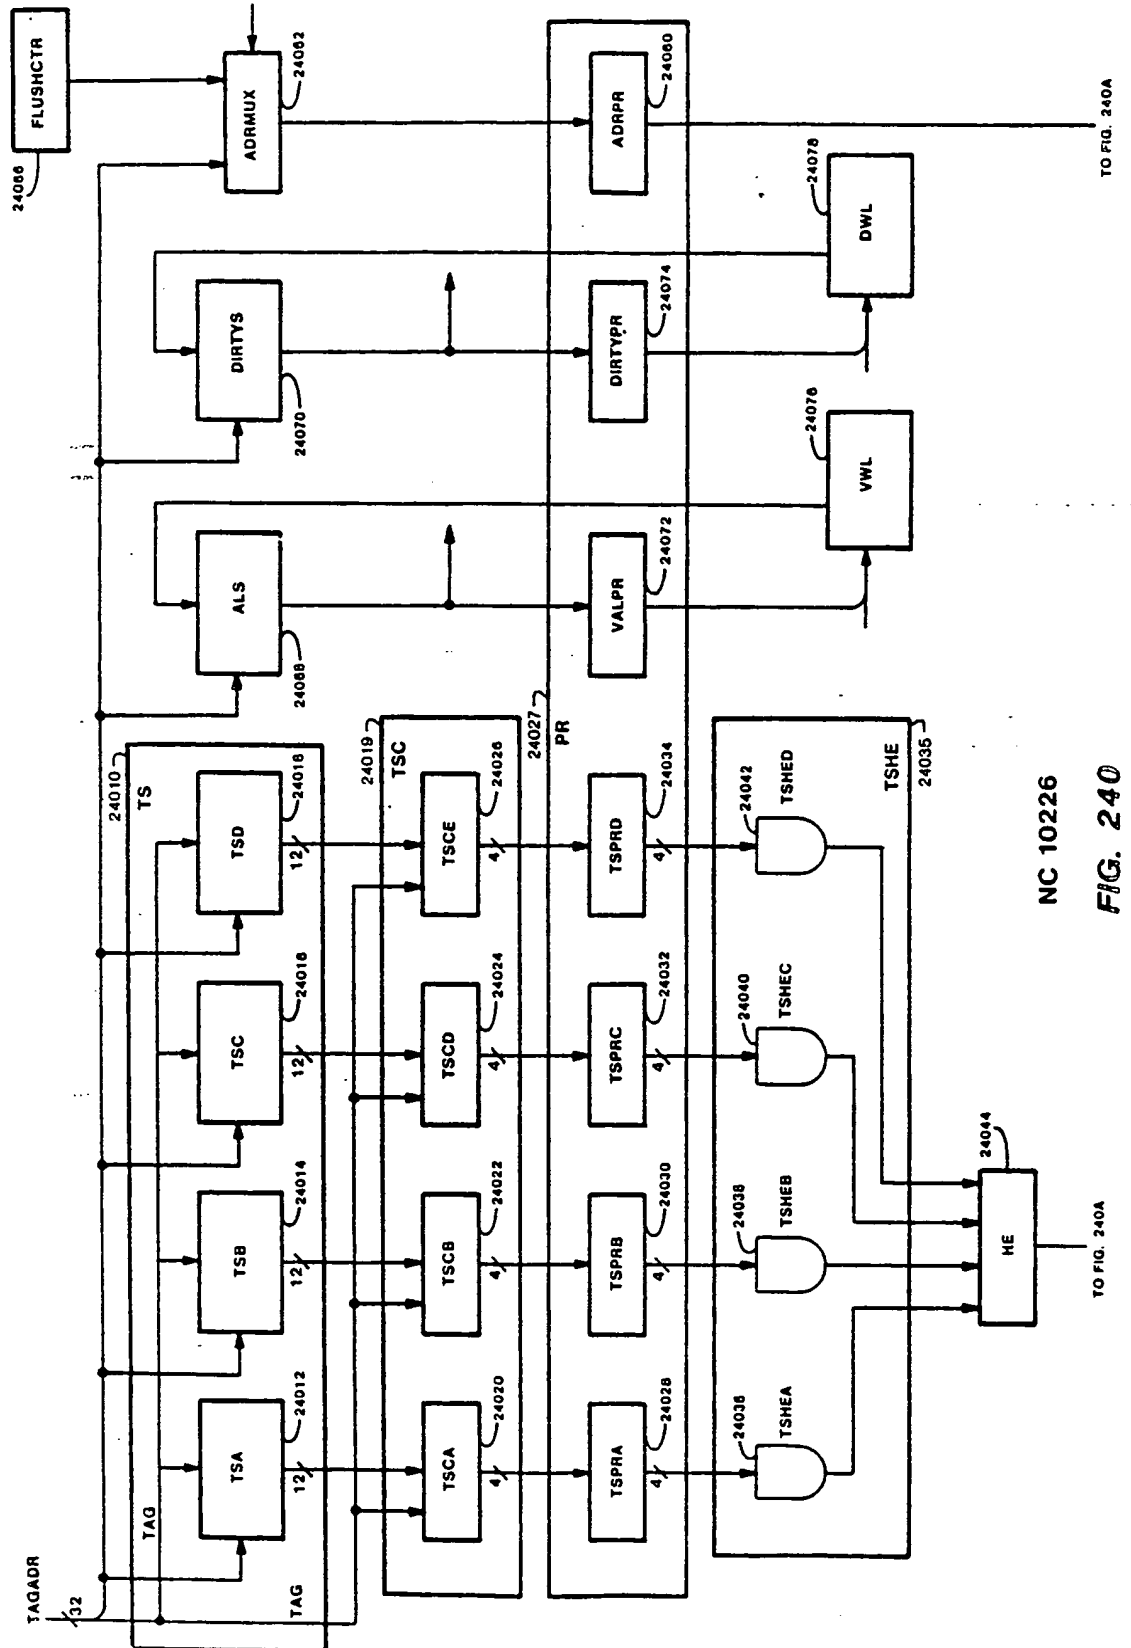 TAGADR
32
TAG
TAG
24010
TS
TSA
24012
12
TSB
24014
12
TSC
24016
12
TSD
24018
12
ALS
24068
DIRTYS
24070
FLUSHCTR
24066
ADRMUX
24062
24019
TSC
TSCA
24020
4
TSCB
24022
4
TSCD
24024
4
TSCE
24026
4
24027
PR
TSPRA
24028
4
TSPRB
24030
4
TSPRC
24032
4
TSPRD
24034
4
VALPR
24072
DIRTYPR
24074
ADRPR
24060
24036
TSHEA
24038
TSHEB
24040
TSHEC
24042
TSHED
TSHE
24035
VWL
24076
DWL
24078
HE
24044
TO FIG. 240A
TO FIG. 240A
NC 10226
FIG. 240